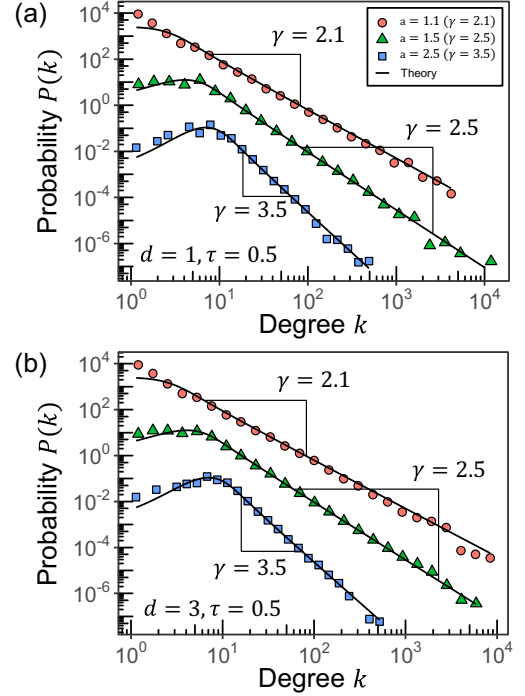 (a)
10^4
10^2
10^0
10^-2
10^-4
10^-6
Probability P(k)
a = 1.1 (γ = 2.1)
a = 1.5 (γ = 2.5)
a = 2.5 (γ = 3.5)
Theory
γ = 2.1
γ = 2.5
γ = 3.5
d = 1, τ = 0.5
10^0 10^1 10^2 10^3 10^4
Degree k
(b)
10^4
10^2
10^0
10^-2
10^-4
10^-6
Probability P(k)
γ = 2.1
γ = 2.5
γ = 3.5
d = 3, τ = 0.5
10^0 10^1 10^2 10^3 10^4
Degree k